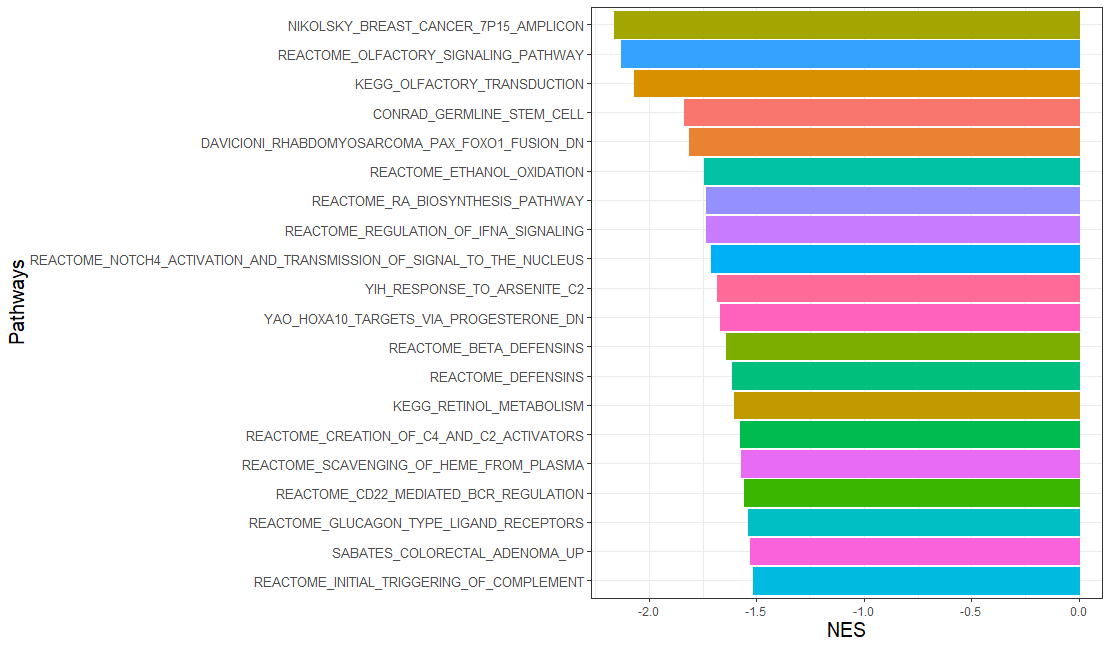 NIKOLSKY_BREAST_CANCER_7P15_AMPLICON
REACTOME_OLFACTORY_SIGNALING_PATHWAY
KEGG_OLFACTORY_TRANSDUCTION
CONRAD_GERMLINE_STEM_CELL
DAVICIONI_RHABDOMYOSARCOMA_PAX_FOXO1_FUSION_DN
REACTOME_ETHANOL_OXIDATION
REACTOME_RA_BIOSYNTHESIS_PATHWAY
REACTOME_REGULATION_OF_IFNA_SIGNALING
REACTOME_NOTCH4_ACTIVATION_AND_TRANSMISSION_OF_SIGNAL_TO_THE_NUCLEUS
YIH_RESPONSE_TO_ARSENITE_C2
YAO_HOXA10_TARGETS_VIA_PROGESTERONE_DN
REACTOME_BETA_DEFENSINS
REACTOME_DEFENSINS
KEGG_RETINOL_METABOLISM
REACTOME_CREATION_OF_C4_AND_C2_ACTIVATORS
REACTOME_SCAVENGING_OF_HEME_FROM_PLASMA
REACTOME_CD22_MEDIATED_BCR_REGULATION
REACTOME_GLUCAGON_TYPE_LIGAND_RECEPTORS
SABATES_COLORECTAL_ADENOMA_UP
REACTOME_INITIAL_TRIGGERING_OF_COMPLEMENT
Pathways
-2.0 -1.5 -1.0 -0.5 0.0
NES